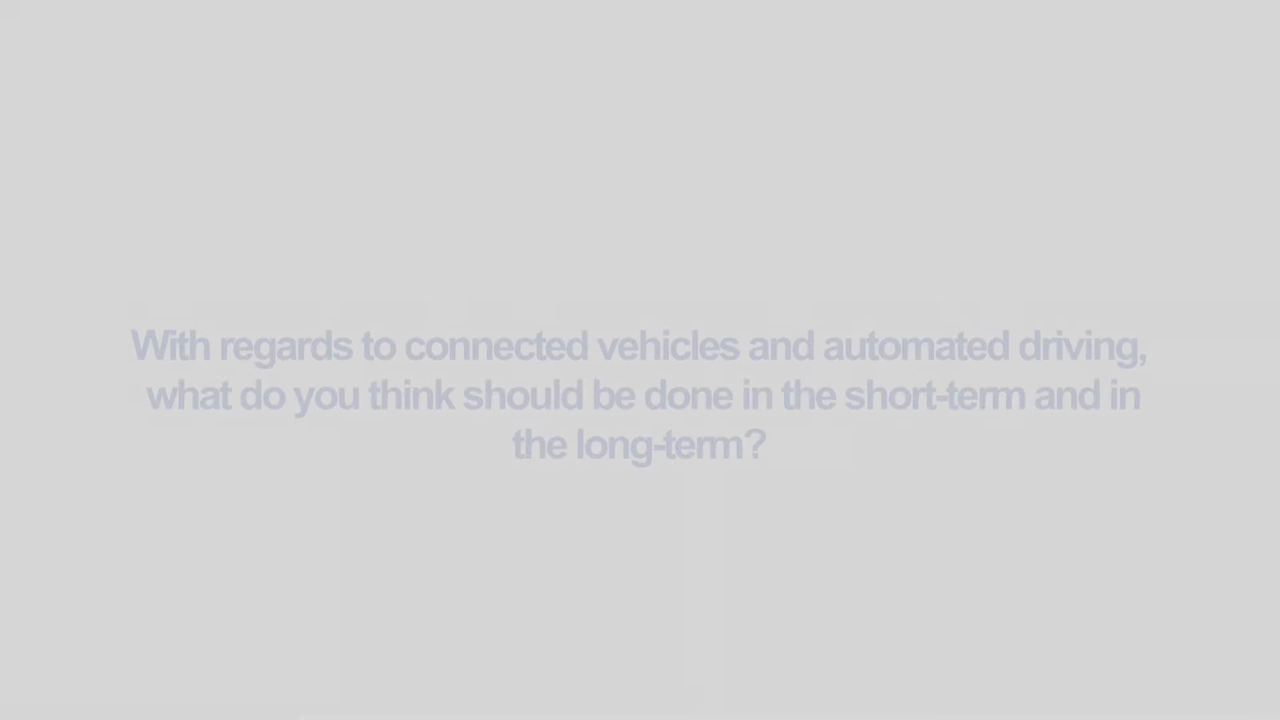 With regards to connected vehicles and automated driving,
what do you think should be done in the short-term and in
the long-term?